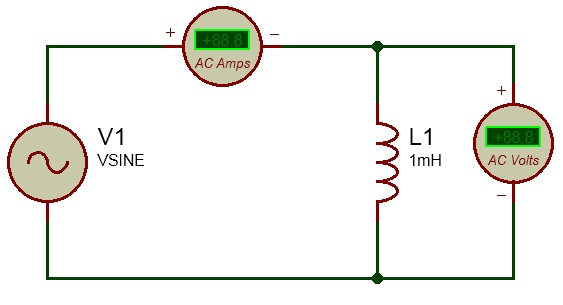 + −
+88.8
AC Amps
V1
VSINE
L1
1mH
+
+88.8
AC Volts
−